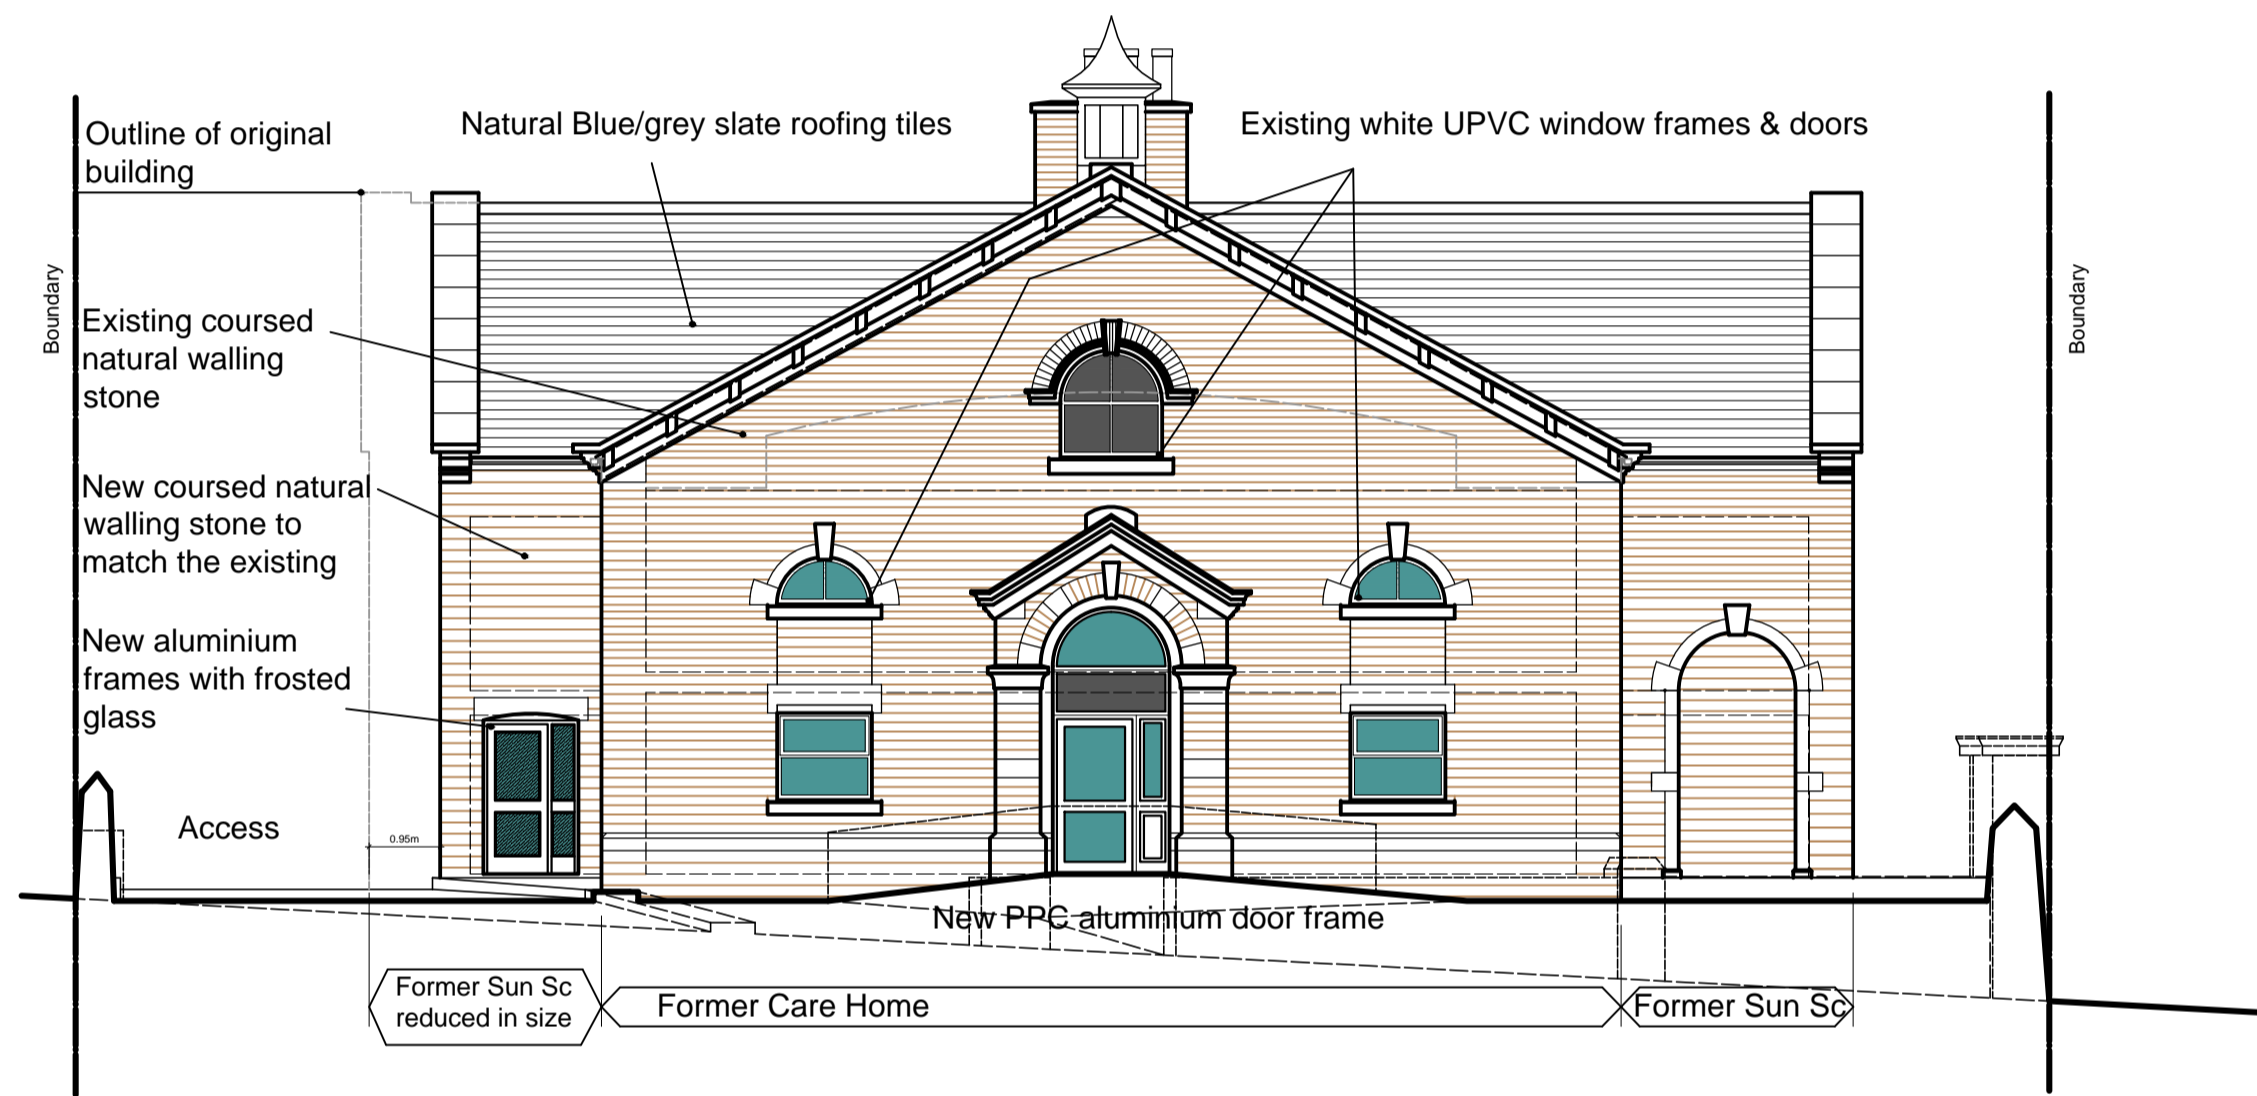 Outline of original
building
Natural Blue/grey slate roofing tiles
Existing white UPVC window frames & doors
Boundary
Boundary
Existing coursed
natural walling
stone
New coursed natural
walling stone to
match the existing
New aluminium
frames with frosted
glass
Access
0.95m
New PPC aluminium door frame
Former Sun Sc
reduced in size
Former Care Home
Former Sun Sc